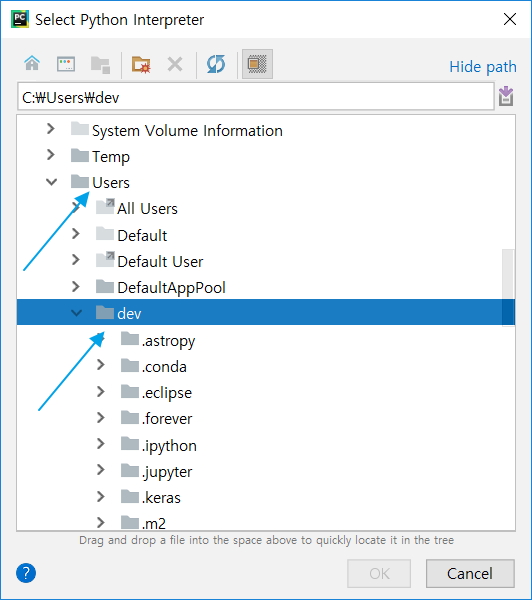 PC
Select Python Interpreter
Hide path
C:₩Users₩dev
System Volume Information
Temp
Users
All Users
Default
Default User
DefaultAppPool
dev
.astropy
.conda
.eclipse
.forever
.ipython
.jupyter
.keras
.m2
Drag and drop a file into the space above to quickly locate it in the tree
?
OK
Cancel